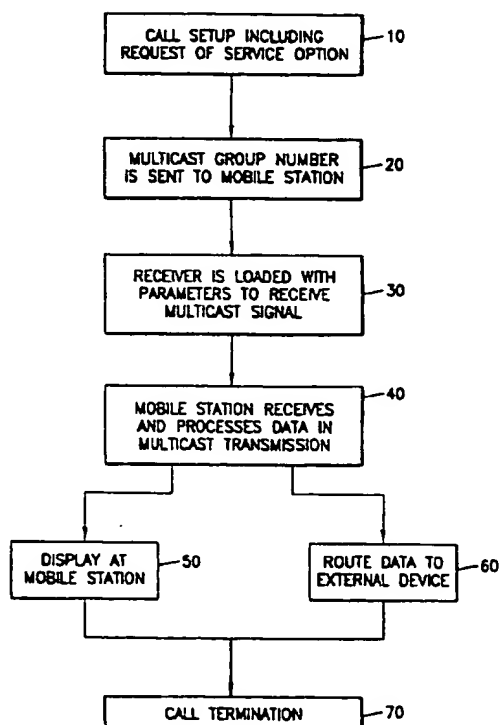 CALL SETUP INCLUDING
REQUEST OF SERVICE OPTION
10
MULTICAST GROUP NUMBER
IS SENT TO MOBILE STATION
20
RECEIVER IS LOADED WITH
PARAMETERS TO RECEIVE
MULTICAST SIGNAL
30
40
MOBILE STATION RECEIVES
AND PROCESSES DATA IN
MULTICAST TRANSMISSION
DISPLAY AT
MOBILE STATION
50
ROUTE DATA TO
EXTERNAL DEVICE
60
CALL TERMINATION
70